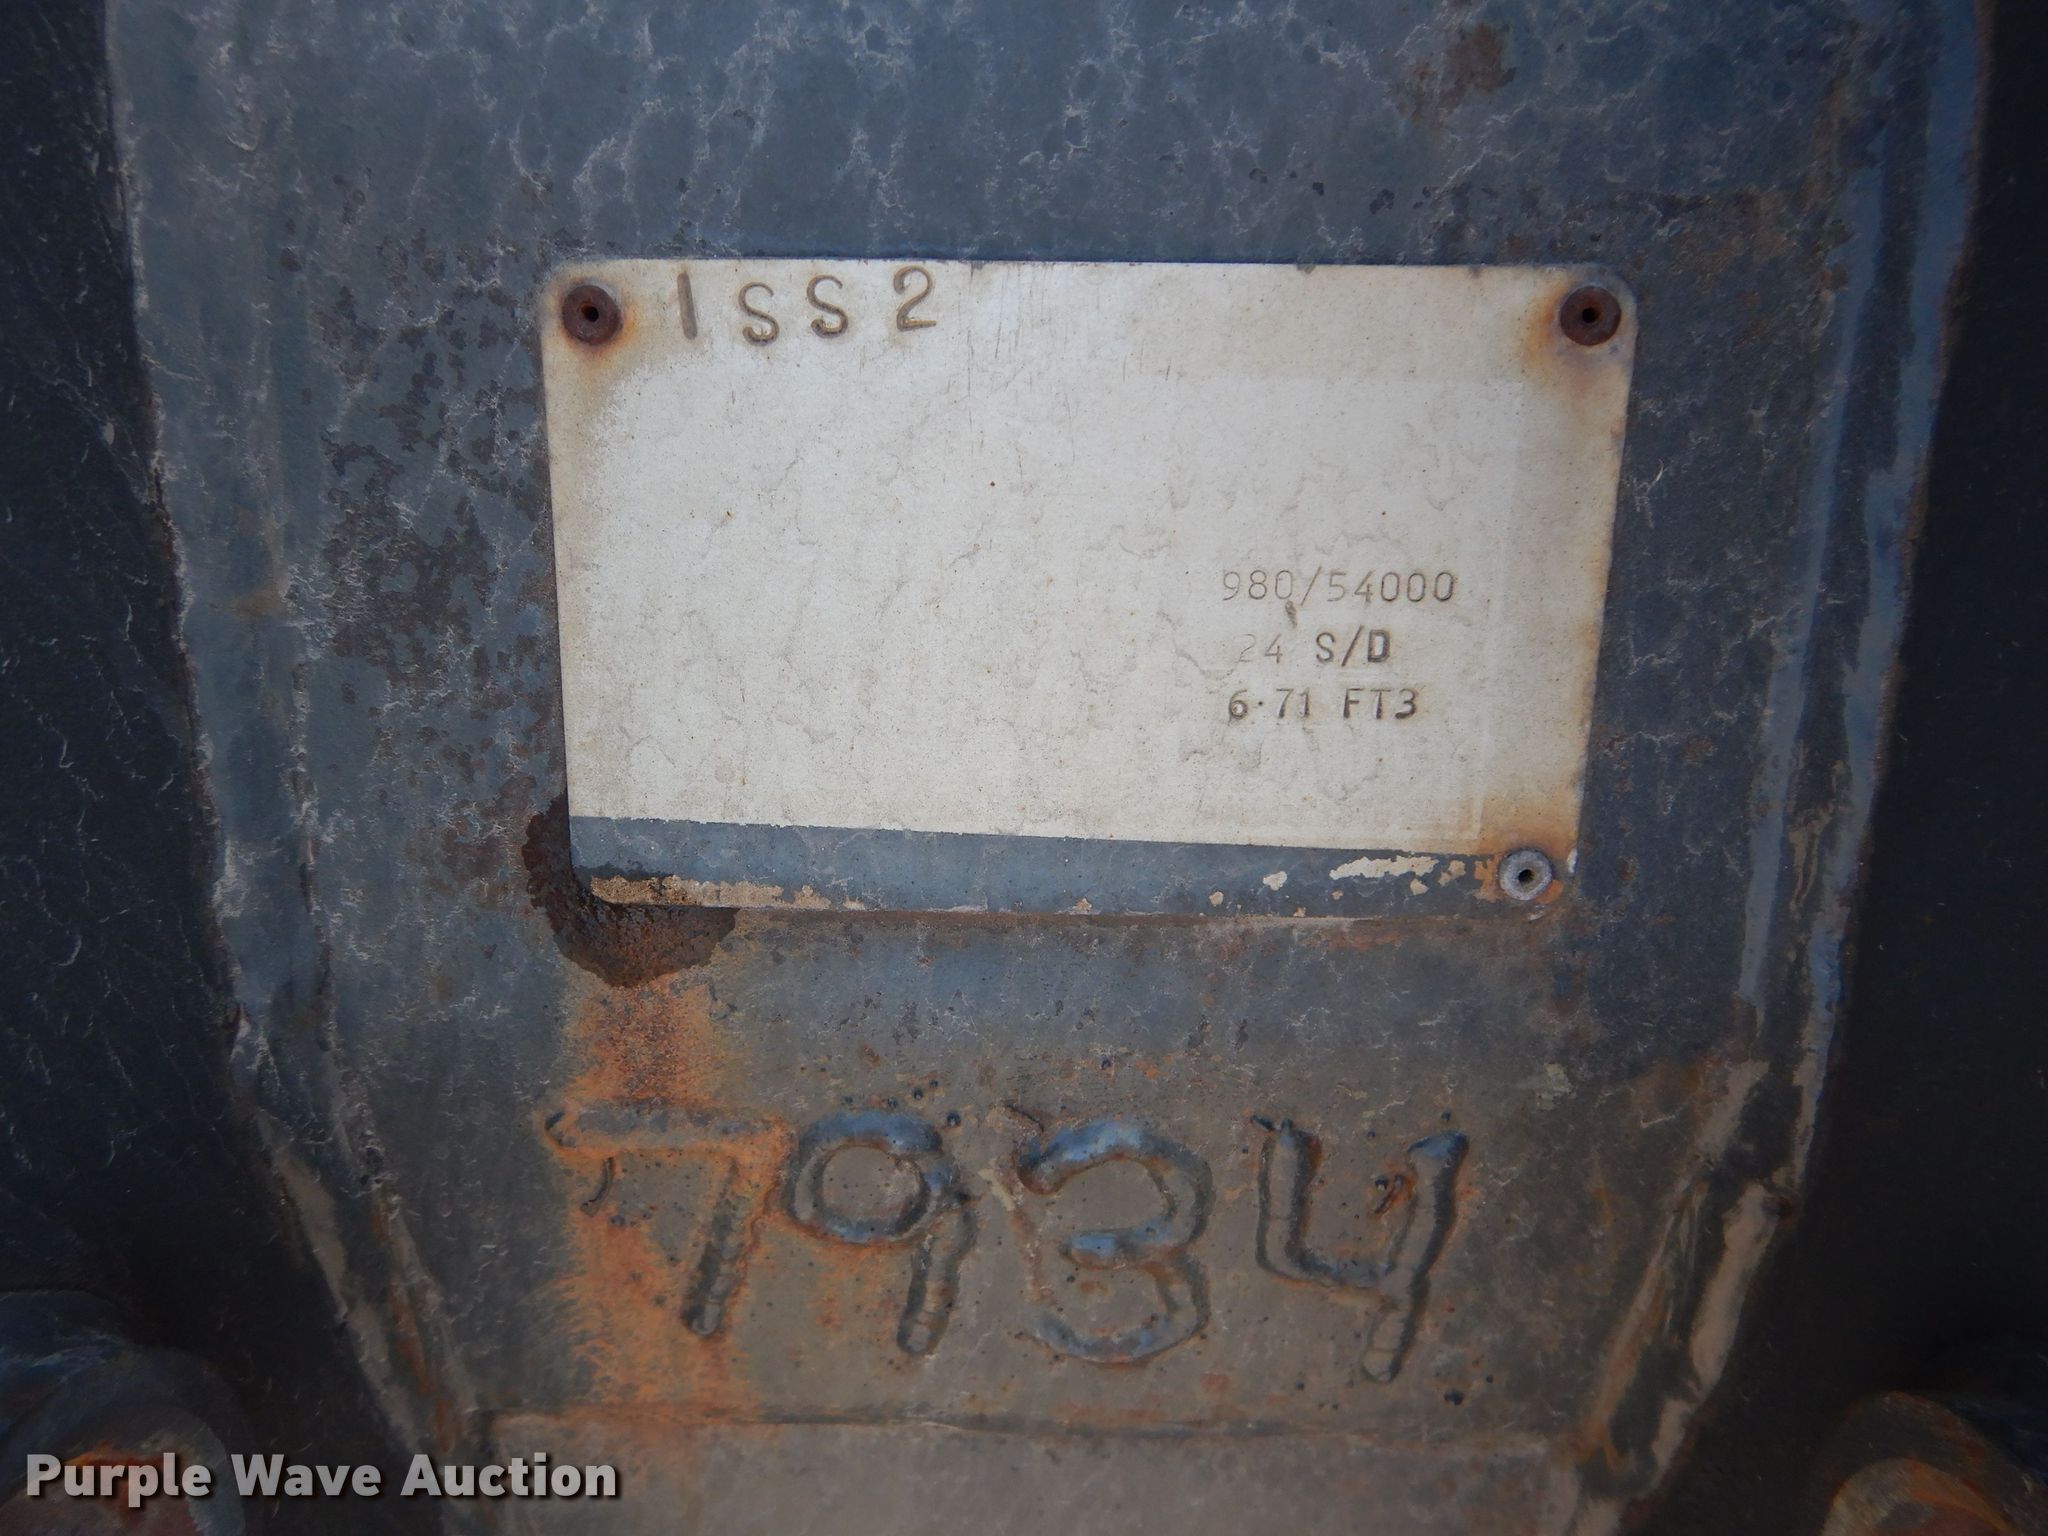 1SS2
980/54000
24 S/D
6.71 FT3
7934
Purple Wave Auction